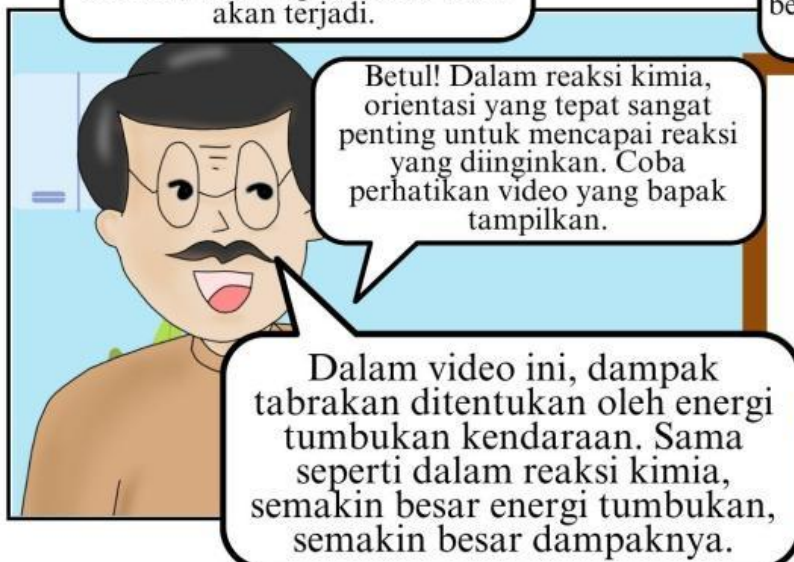 akan terjadi.
be
Betul! Dalam reaksi kimia,
orientasi yang tepat sangat
penting untuk mencapai reaksi
yang diinginkan. Coba
perhatikan video yang bapak
tampilkan.
Dalam video ini, dampak
tabrakan ditentukan oleh energi
tumbukan kendaraan. Sama
seperti dalam reaksi kimia,
semakin besar energi tumbukan,
semakin besar dampaknya.